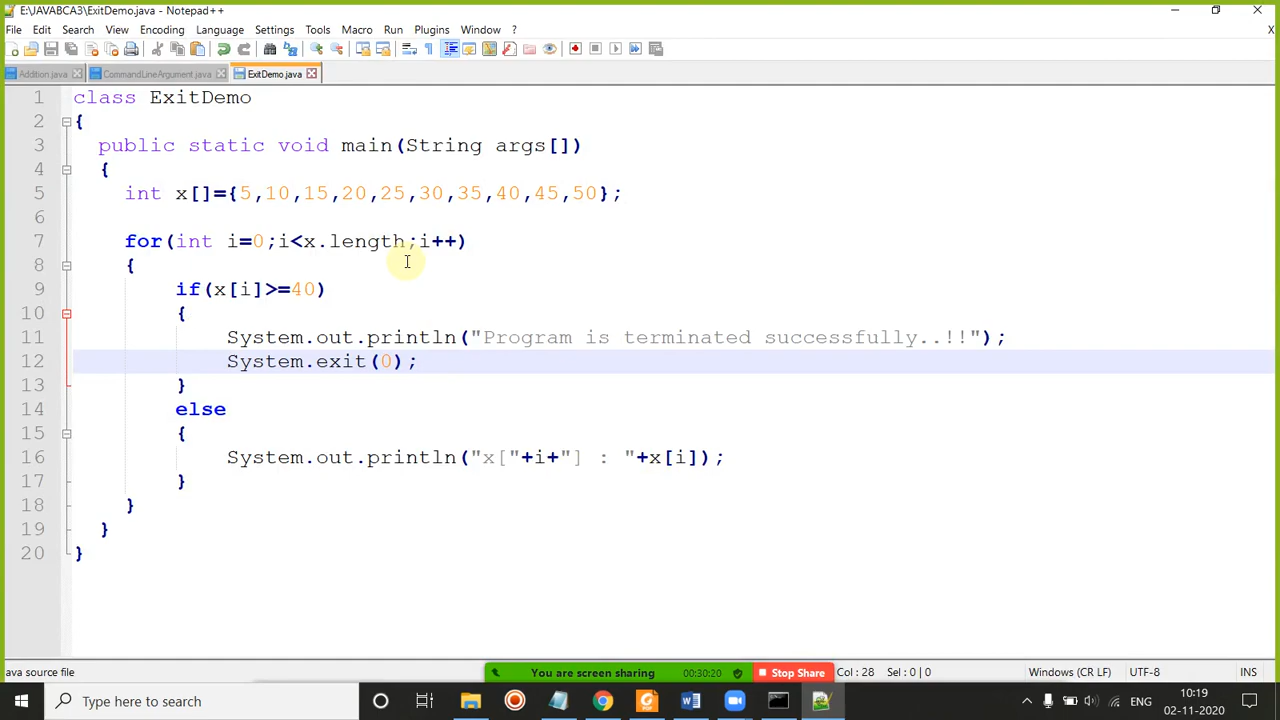 E:\JAVABCA3\ExitDemo.java - Notepad++
File Edit Search View Encoding Language Settings Tools Macro Run Plugins Window ? X
Addition.java CommandLineArgument.java ExitDemo.java
1 class ExitDemo
2 {
3 public static void main(String args[])
4 {
5 int x[]={5,10,15,20,25,30,35,40,45,50};
6
7 for(int i=0;i<x.length;i++)
8 {
9 if(x[i]>=40)
10 {
11 System.out.println("Program is terminated successfully..!!");
12 System.exit(0);
13 }
14 else
15 {
16 System.out.println("x["+i+"] : "+x[i]);
17 }
18 }
19 }
20 }
ava source file You are screen sharing 00:30:20 Stop Share Col : 28 Sel : 0 | 0 Windows (CR LF) UTF-8 INS
Type here to search ENG 10:19
02-11-2020